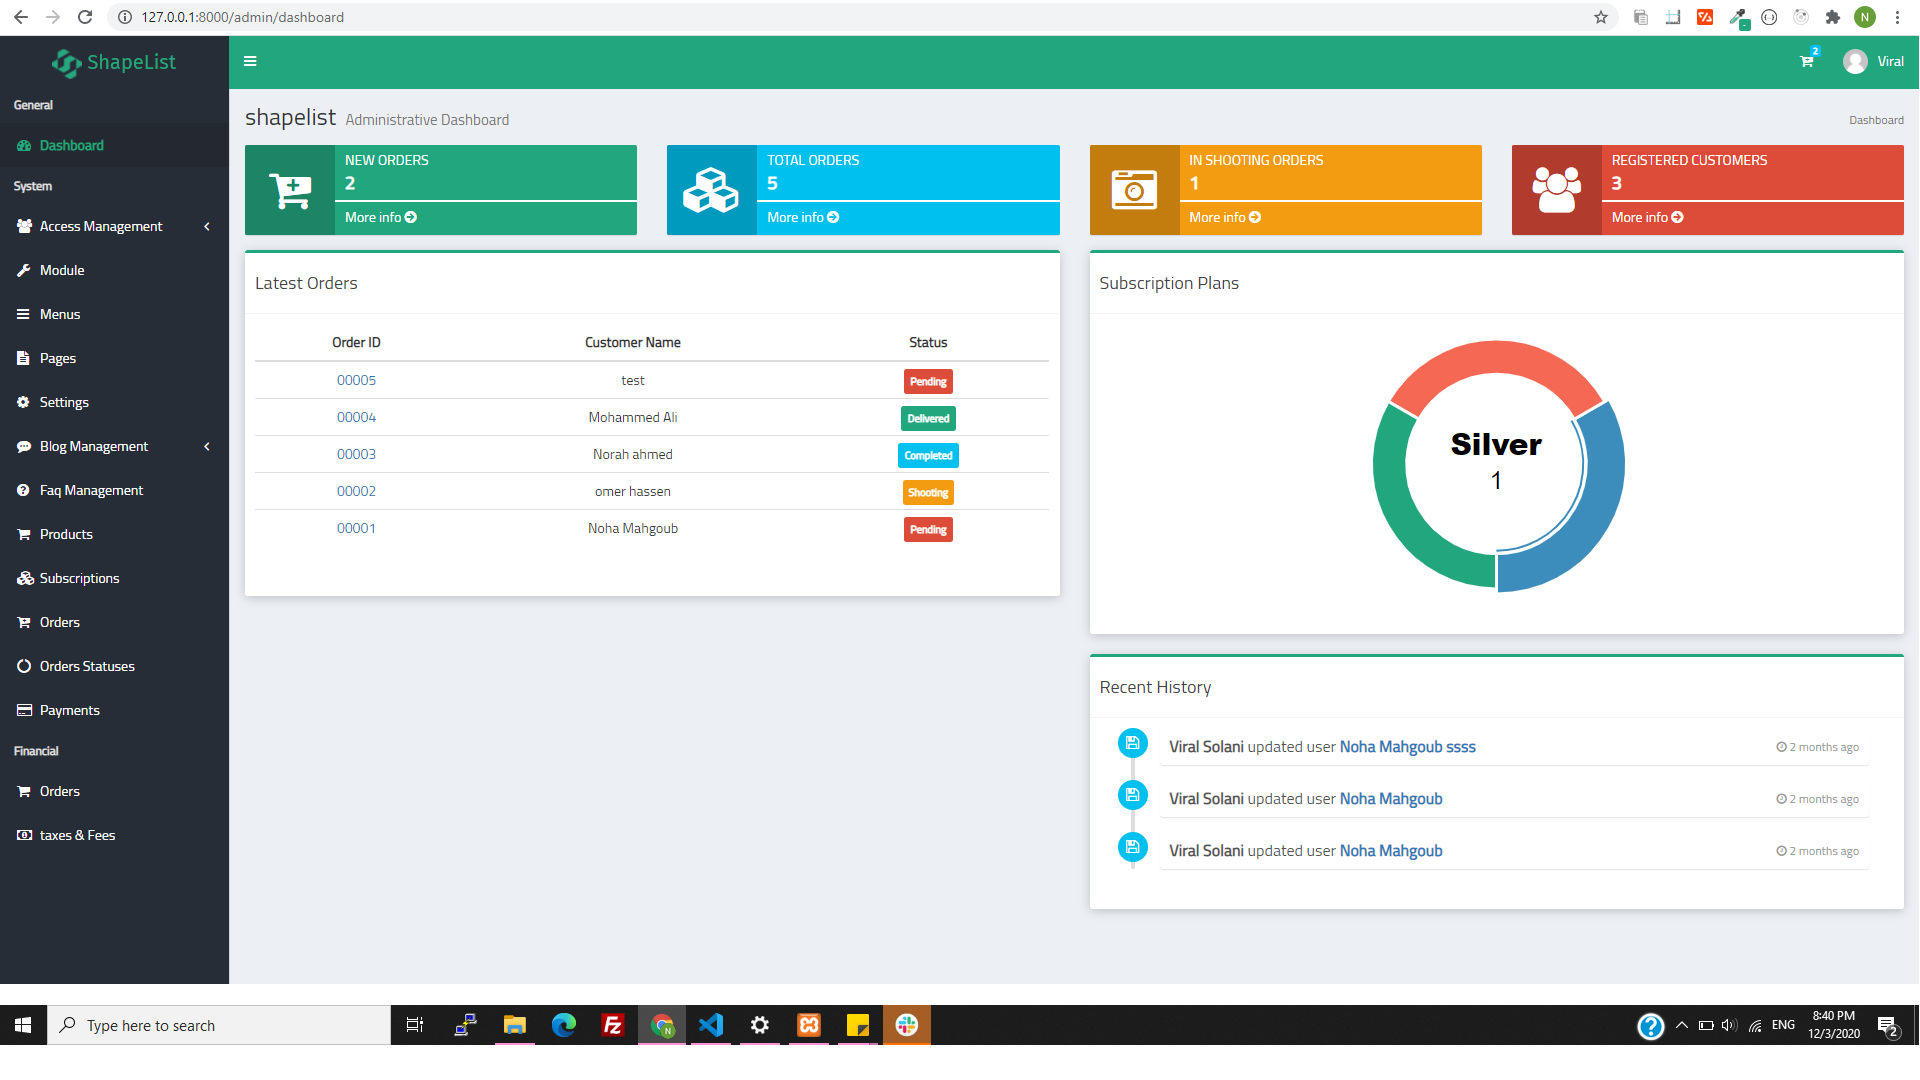 127.0.0.1:8000/admin/dashboard
N
ShapeList
2
Viral
General
Dashboard
System
Access Management
Module
Menus
Pages
Settings
Blog Management
Faq Management
Products
Subscriptions
Orders
Orders Statuses
Payments
Financial
Orders
taxes & Fees
shapelist Administrative Dashboard
Dashboard
NEW ORDERS
2
More info
TOTAL ORDERS
5
More info
IN SHOOTING ORDERS
1
More info
REGISTERED CUSTOMERS
3
More info
Latest Orders
Order ID Customer Name Status
00005 test Pending
00004 Mohammed Ali Delivered
00003 Norah ahmed Completed
00002 omer hassen Shooting
00001 Noha Mahgoub Pending
Subscription Plans
Silver
1
Recent History
Viral Solani updated user Noha Mahgoub ssss 2 months ago
Viral Solani updated user Noha Mahgoub 2 months ago
Viral Solani updated user Noha Mahgoub 2 months ago
Type here to search
Fz
N
ENG
8:40 PM
12/3/2020
2